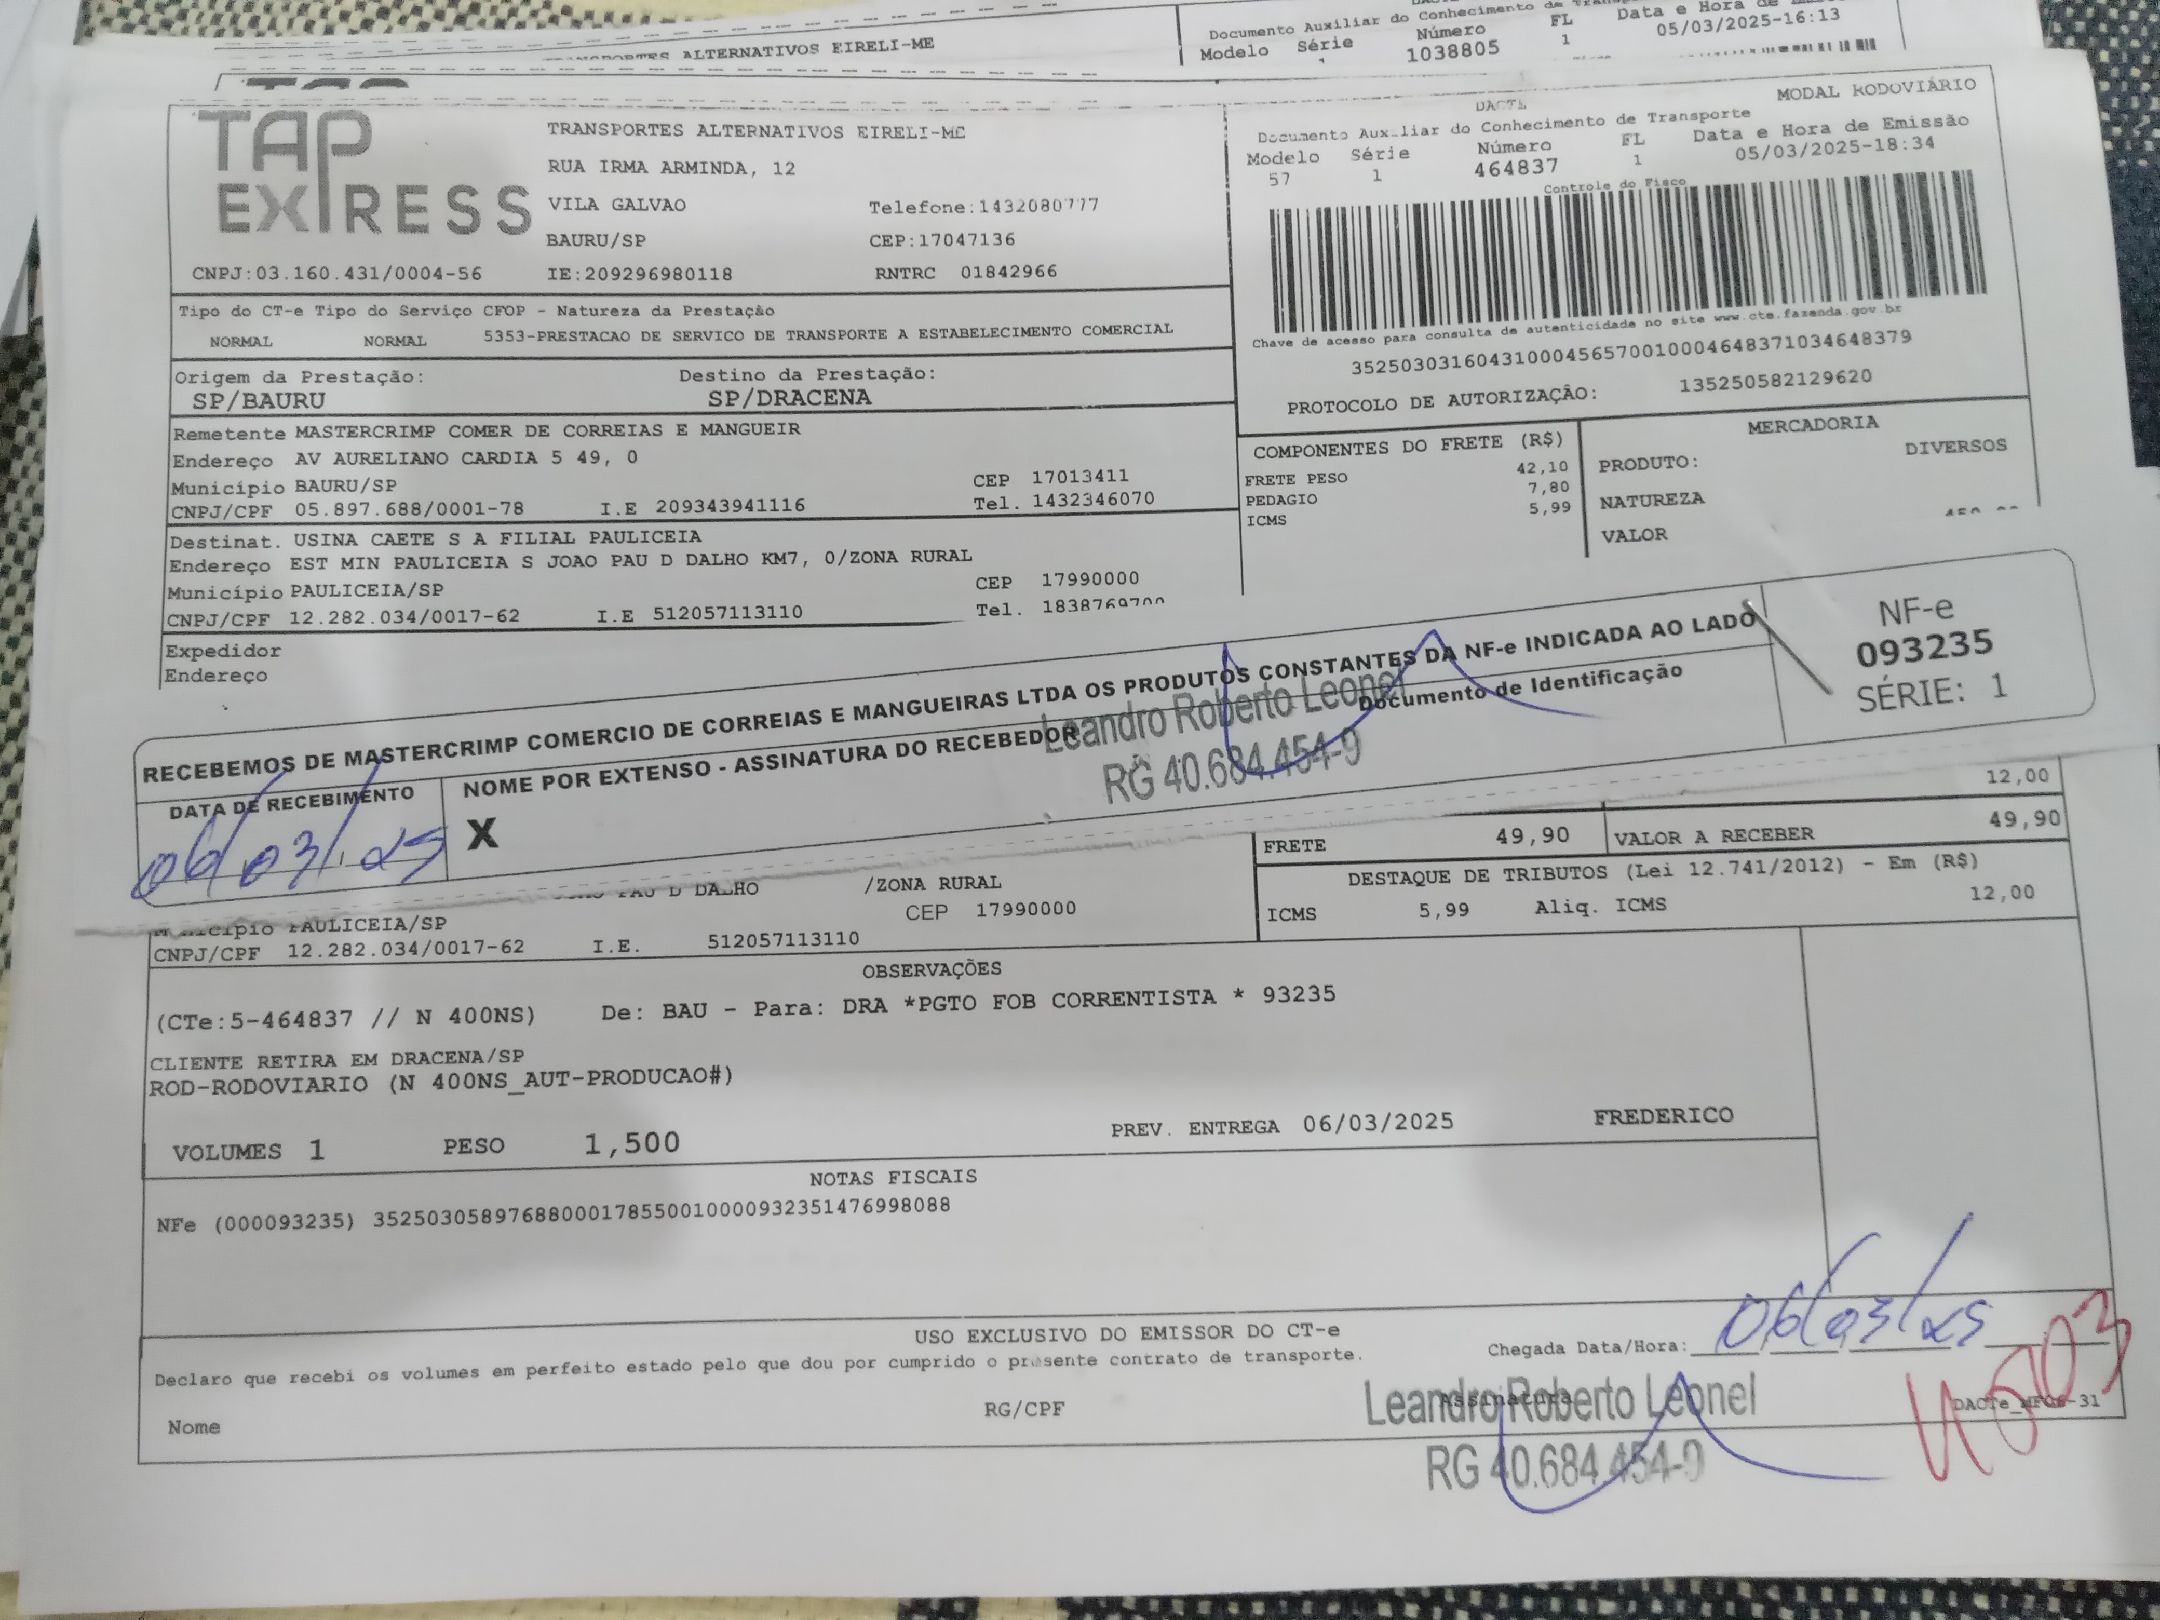 TRANSPORTES ALTERNATIVOS EIRELI-ME
Documento Auxiliar do Conhecimento de
Modelo Série Número FL Data e Hora de
1038805 1 05/03/2025-16:13
MODAL RODOVIÁRIO
TAP EXPRESS
TRANSPORTES ALTERNATIVOS EIRELI-ME
RUA IRMA ARMINDA, 12
VILA GALVAO Telefone:1432080777
BAURU/SP CEP:17047136
CNPJ:03.160.431/0004-56 IE:209296980118 RNTRC 01842966
DACTE
Documento Auxiliar do Conhecimento de Transporte
Modelo Série Número FL Data e Hora de Emissão
57 1 464837 1 05/03/2025-18:34
Controle do Fisco
Chave de acesso para consulta de autenticidade no site www.cte.fazenda.gov.br
35250303160431000456570010004648371034648379
PROTOCOLO DE AUTORIZAÇÃO: 135250582129620
Tipo do CT-e Tipo do Serviço CFOP - Natureza da Prestação
NORMAL NORMAL 5353-PRESTACAO DE SERVICO DE TRANSPORTE A ESTABELECIMENTO COMERCIAL
Origem da Prestação: Destino da Prestação:
SP/BAURU SP/DRACENA
Remetente MASTERCRIMP COMER DE CORREIAS E MANGUEIR
Endereço AV AURELIANO CARDIA 5 49, 0
Município BAURU/SP CEP 17013411
CNPJ/CPF 05.897.688/0001-78 I.E 209343941116 Tel. 1432346070
Destinat. USINA CAETE S A FILIAL PAULICEIA
Endereço EST MIN PAULICEIA S JOAO PAU D DALHO KM7, 0/ZONA RURAL
Município PAULICEIA/SP CEP 17990000
CNPJ/CPF 12.282.034/0017-62 I.E 512057113110 Tel. 1838769700
Expedidor
Endereço
COMPONENTES DO FRETE (R$)
FRETE PESO 42,10
PEDAGIO 7,80
ICMS 5,99
MERCADORIA
PRODUTO: DIVERSOS
NATUREZA
VALOR
RECEBEMOS DE MASTERCRIMP COMERCIO DE CORREIAS E MANGUEIRAS LTDA OS PRODUTOS CONSTANTES DA NF-e INDICADA AO LADO
DATA DE RECEBIMENTO NOME POR EXTENSO - ASSINATURA DO RECEBEDOR Documento de Identificação
06/03/25 X
Leandro Roberto Leonel
RG 40.684.454-9
NF-e
093235
SÉRIE: 1
12,00
FRETE 49,90 VALOR A RECEBER 49,90
DESTAQUE DE TRIBUTOS (Lei 12.741/2012) - Em (R$)
ICMS 5,99 Aliq. ICMS 12,00
PAU D DALHO /ZONA RURAL
Município PAULICEIA/SP CEP 17990000
CNPJ/CPF 12.282.034/0017-62 I.E. 512057113110
OBSERVAÇÕES
(CTe:5-464837 // N 400NS) De: BAU - Para: DRA *PGTO FOB CORRENTISTA * 93235
CLIENTE RETIRA EM DRACENA/SP
ROD-RODOVIARIO (N 400NS_AUT-PRODUCAO#)
VOLUMES 1 PESO 1,500 PREV. ENTREGA 06/03/2025 FREDERICO
NOTAS FISCAIS
NFe (000093235) 35250305897688000178550010000932351476998088
USO EXCLUSIVO DO EMISSOR DO CT-e
Chegada Data/Hora: 06/03/25
Declaro que recebi os volumes em perfeito estado pelo que dou por cumprido o presente contrato de transporte.
Nome RG/CPF Assinatura
Leandro Roberto Leonel
RG 40.684.454-9